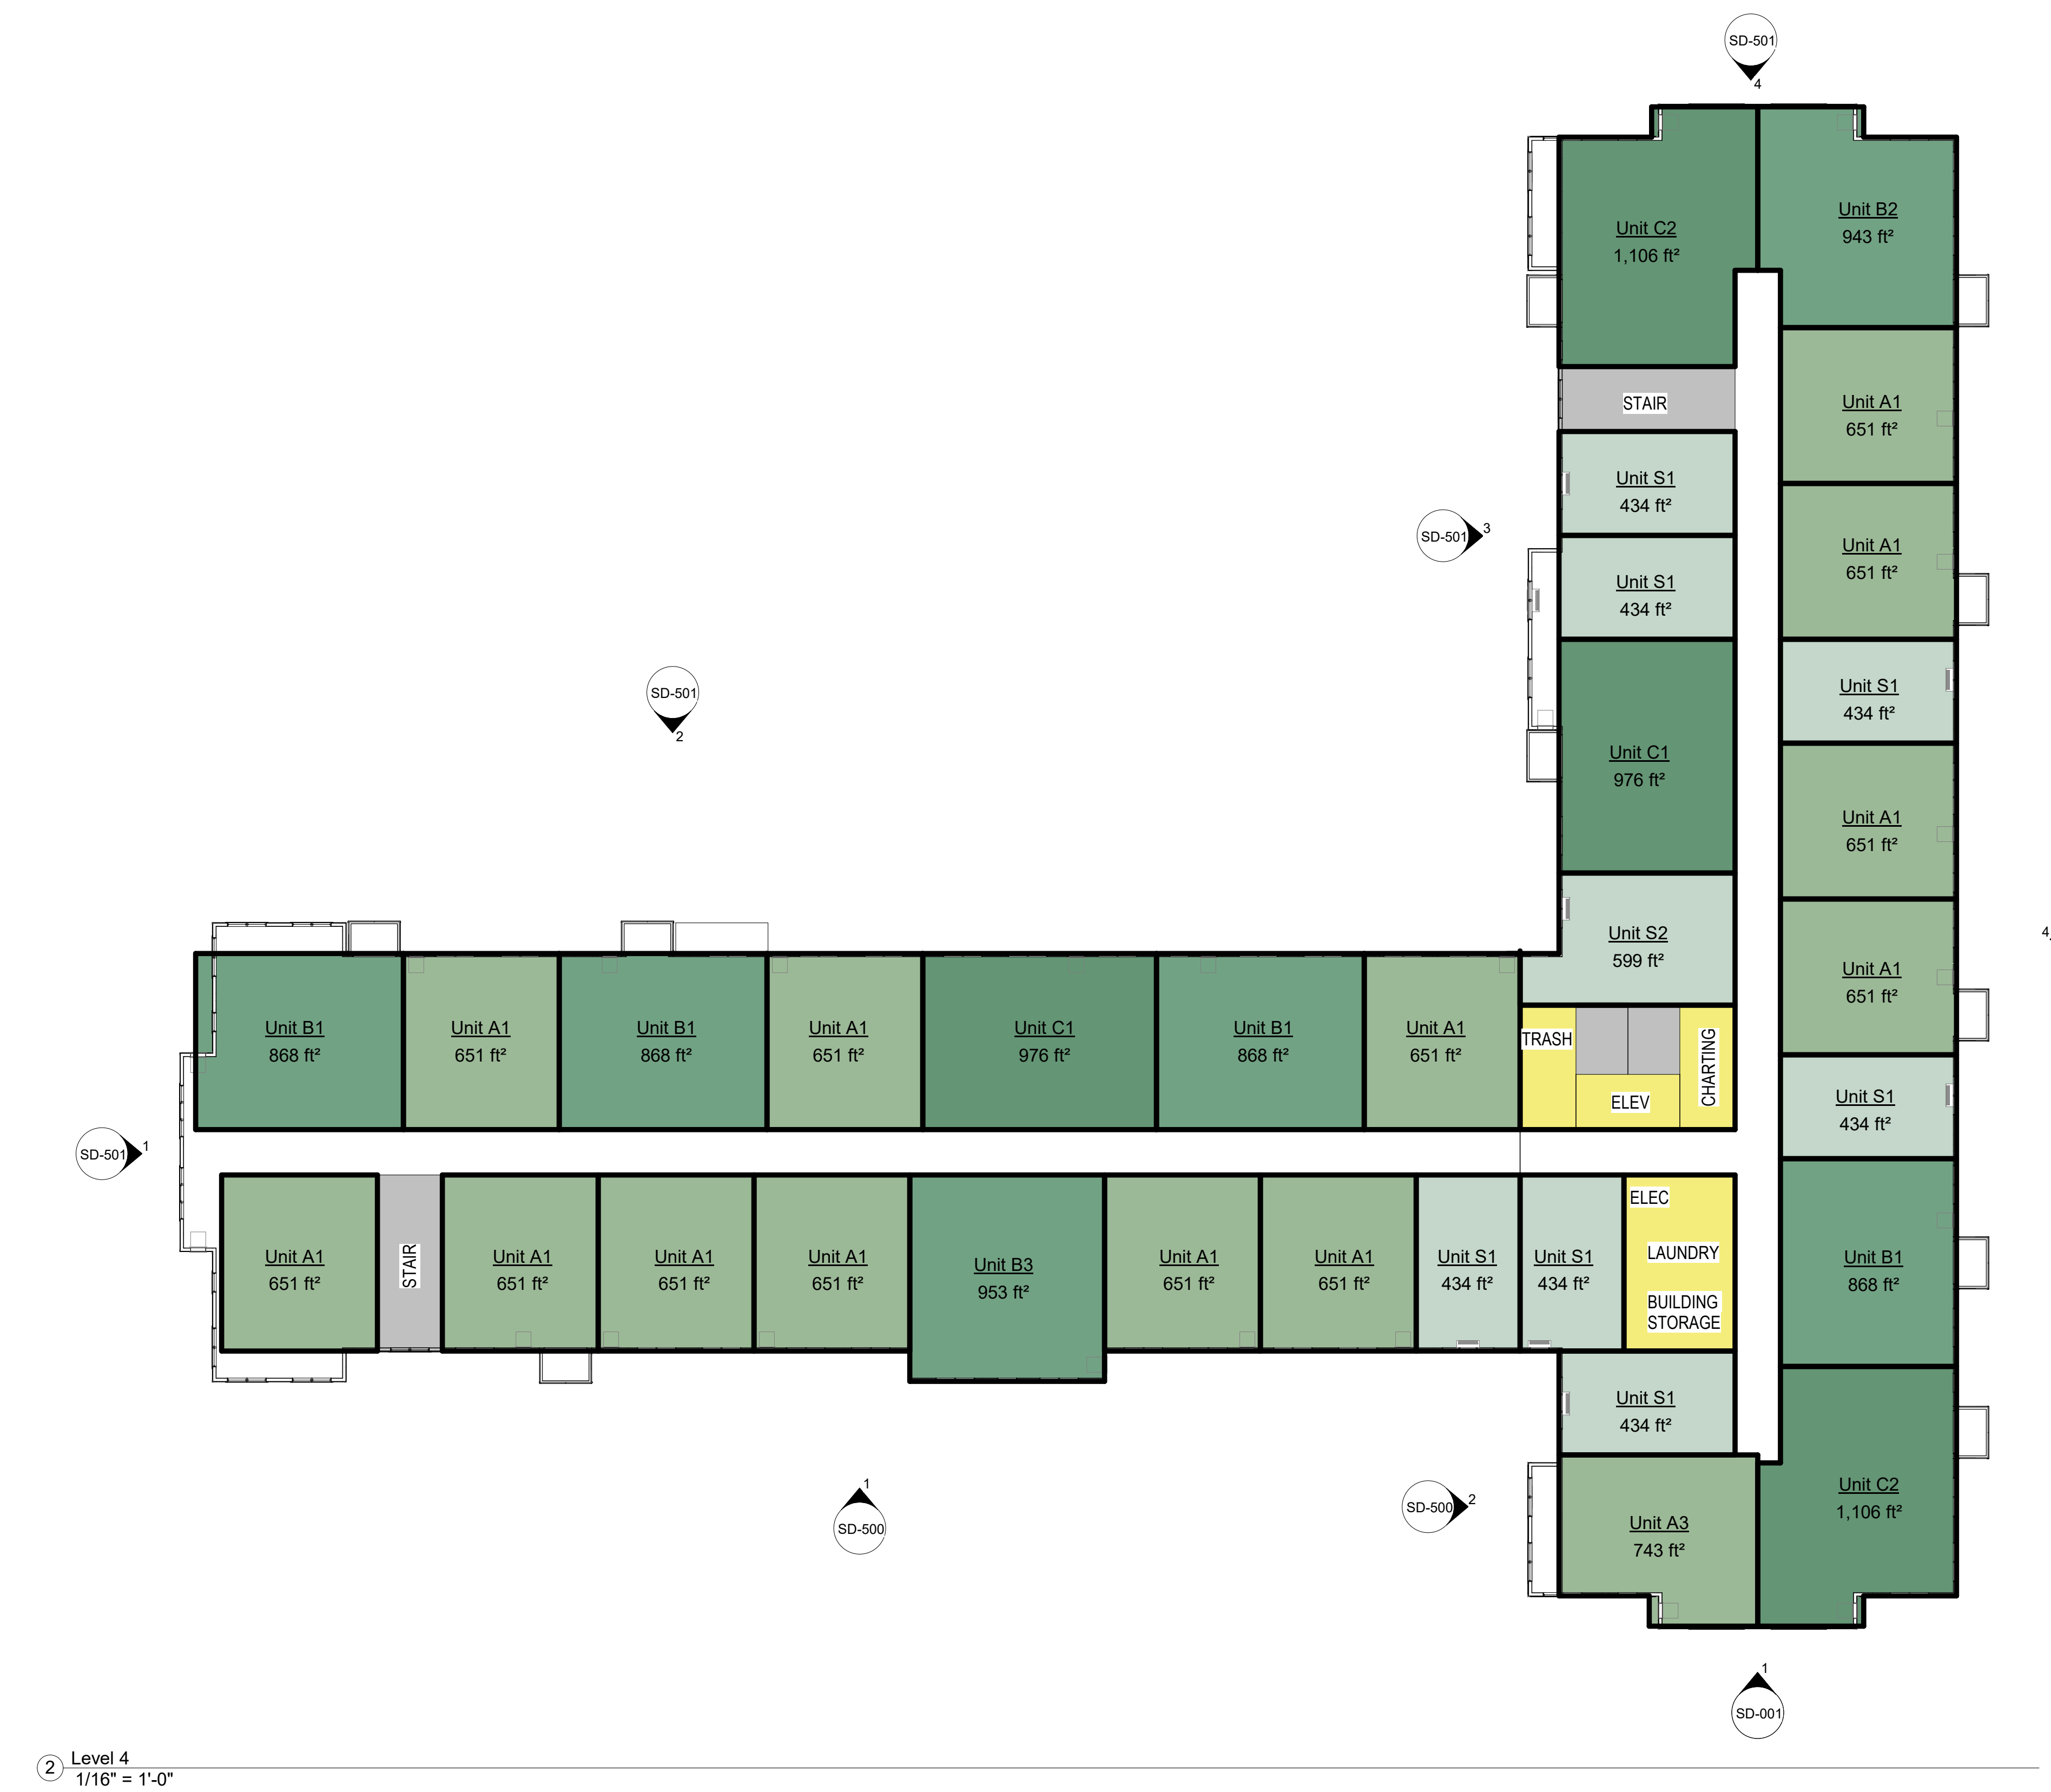 SD-501
4
Unit B2
943 ft²
Unit C2
1,106 ft²
STAIR
Unit A1
651 ft²
Unit S1
434 ft²
SD-501
3
Unit A1
651 ft²
Unit S1
434 ft²
Unit S1
434 ft²
SD-501
2
Unit C1
976 ft²
Unit A1
651 ft²
Unit S2
599 ft²
4
Unit A1
651 ft²
Unit B1
868 ft²
Unit A1
651 ft²
Unit B1
868 ft²
Unit A1
651 ft²
Unit C1
976 ft²
Unit B1
868 ft²
Unit A1
651 ft²
TRASH
ELEV
CHARTING
Unit S1
434 ft²
SD-501
1
Unit A1
651 ft²
STAIR
Unit A1
651 ft²
Unit A1
651 ft²
Unit A1
651 ft²
Unit B3
953 ft²
Unit A1
651 ft²
Unit A1
651 ft²
Unit S1
434 ft²
Unit S1
434 ft²
ELEC
LAUNDRY
BUILDING
STORAGE
Unit B1
868 ft²
Unit S1
434 ft²
1
SD-500
SD-500
2
Unit C2
1,106 ft²
Unit A3
743 ft²
1
SD-001
2
Level 4
1/16" = 1'-0"